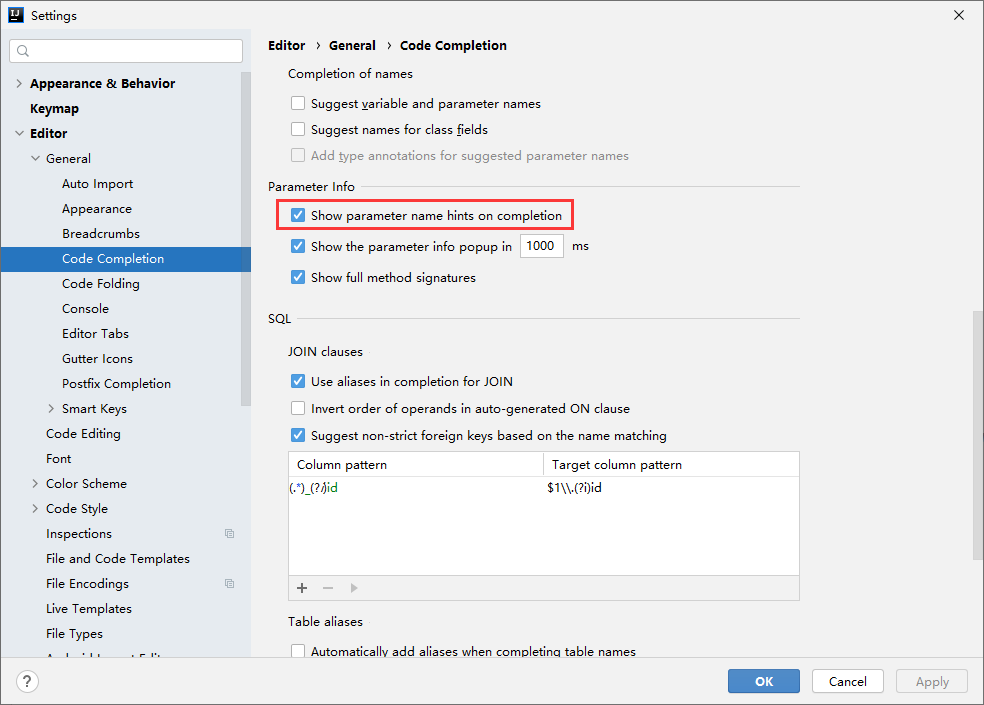 Settings
Appearance & Behavior
Keymap
Editor
General
Auto Import
Appearance
Breadcrumbs
Code Completion
Code Folding
Console
Editor Tabs
Gutter Icons
Postfix Completion
Smart Keys
Code Editing
Font
Color Scheme
Code Style
Inspections
File and Code Templates
File Encodings
Live Templates
File Types
Editor › General › Code Completion
Completion of names
Suggest variable and parameter names
Suggest names for class fields
Add type annotations for suggested parameter names
Parameter Info
Show parameter name hints on completion
Show the parameter info popup in 1000 ms
Show full method signatures
SQL
JOIN clauses
Use aliases in completion for JOIN
Invert order of operands in auto-generated ON clause
Suggest non-strict foreign keys based on the name matching
Column pattern Target column pattern
(.*)_(?i)id $1\\.(?i)id
Table aliases
Automatically add aliases when completing table names
?
OK Cancel Apply